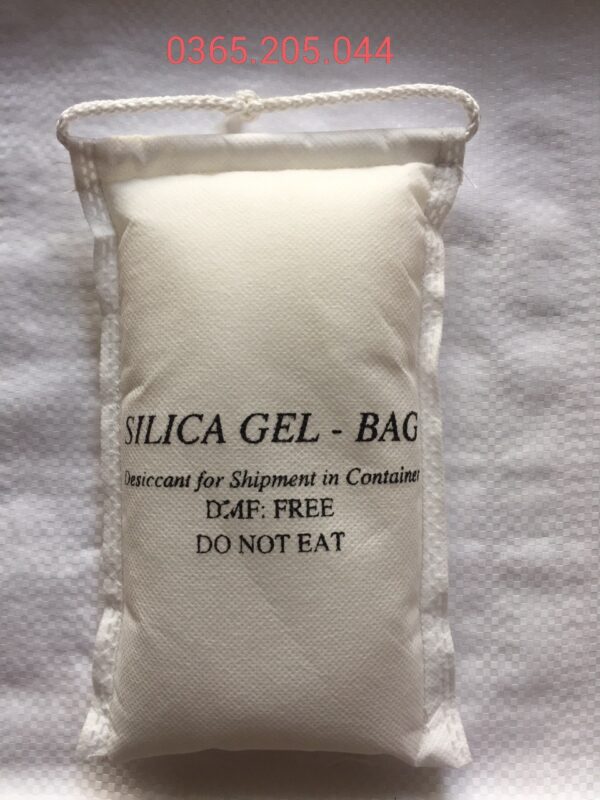 0365.205.044
SILICA GEL - BAG
Desiccant for Shipment in Container
DMF: FREE
DO NOT EAT